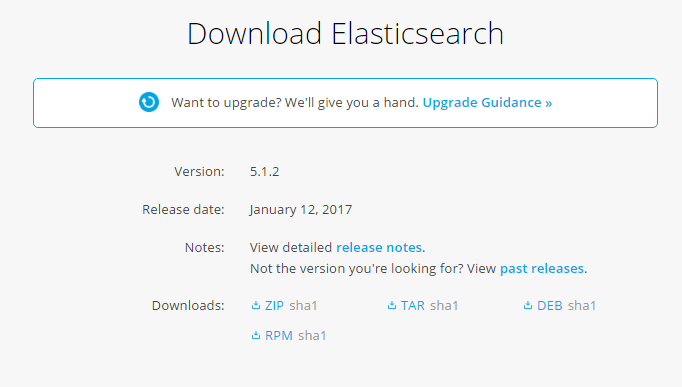 Download Elasticsearch
Want to upgrade? We'll give you a hand. Upgrade Guidance »
Version: 5.1.2
Release date: January 12, 2017
Notes: View detailed release notes.
Not the version you're looking for? View past releases.
Downloads: ZIP sha1 TAR sha1 DEB sha1
RPM sha1